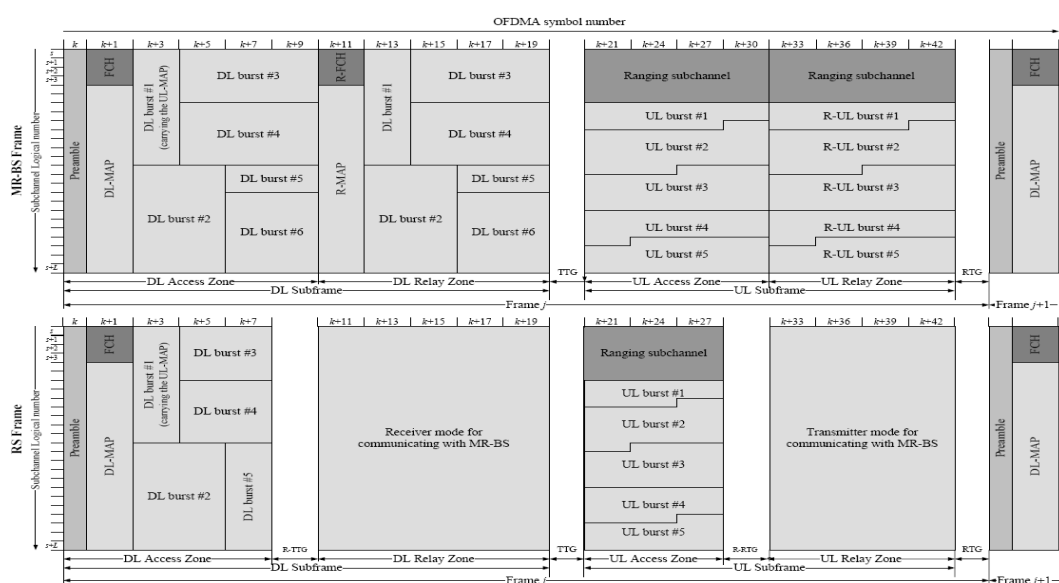 OFDMA symbol number
k k+1 k+3 k+5 k+7 k+9 k+11 k+13 k+15 k+17 k+19 k+21 k+24 k+27 k+30 k+33 k+36 k+39 k+42
MR-BS Frame
Subchannel Logical number
s
s+1
s+2
s+3
s+L
Preamble
FCH
DL-MAP
DL burst #1
(carrying the UL-MAP)
DL burst #3
DL burst #4
DL burst #2
DL burst #5
DL burst #6
R-FCH
R-MAP
DL burst #1
DL burst #3
DL burst #4
DL burst #2
DL burst #5
DL burst #6
Ranging subchannel
UL burst #1
UL burst #2
UL burst #3
UL burst #4
UL burst #5
Ranging subchannel
R-UL burst #1
R-UL burst #2
R-UL burst #3
R-UL burst #4
R-UL burst #5
Preamble
FCH
DL-MAP
DL Access Zone DL Relay Zone TTG UL Access Zone UL Relay Zone RTG
DL Subframe UL Subframe
Frame j Frame j+1
k k+1 k+3 k+5 k+7 k+11 k+13 k+15 k+17 k+19 k+21 k+24 k+27 k+33 k+36 k+39 k+42
RS Frame
Subchannel Logical number
s
s+1
s+2
s+3
s+L
Preamble
FCH
DL-MAP
DL burst #1
(carrying the UL-MAP)
DL burst #3
DL burst #4
DL burst #2
DL burst #5
Receiver mode for
communicating with MR-BS
Ranging subchannel
UL burst #1
UL burst #2
UL burst #3
UL burst #4
UL burst #5
Transmitter mode for
communicating with MR-BS
Preamble
FCH
DL-MAP
DL Access Zone R-TTG DL Relay Zone TTG UL Access Zone R-RTG UL Relay Zone RTG
DL Subframe UL Subframe
Frame j Frame j+1